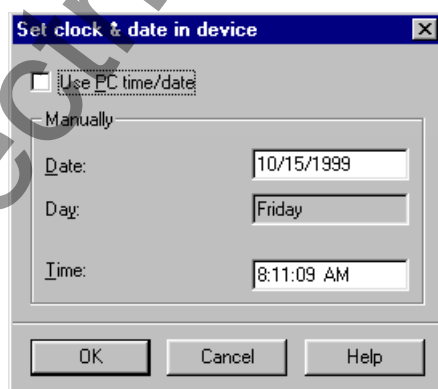 Set clock & date in device
Use PC time/date
Manually
Date: 10/15/1999
Day: Friday
Time: 8:11:09 AM
OK Cancel Help